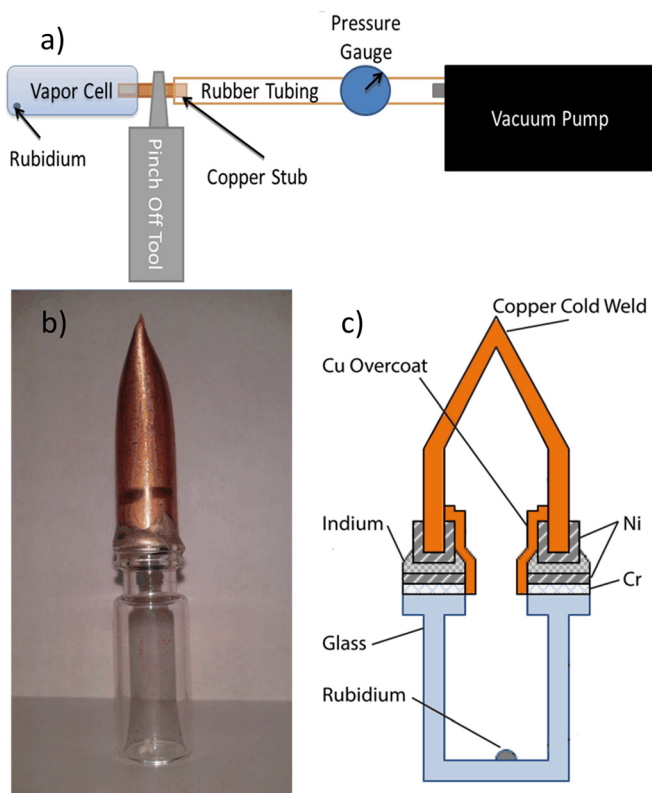 a)
Pressure
Gauge
Vapor Cell
Rubber Tubing
Vacuum Pump
Rubidium
Copper Stub
Pinch Off Tool
b)
c)
Copper Cold Weld
Cu Overcoat
Indium
Ni
Cr
Glass
Rubidium